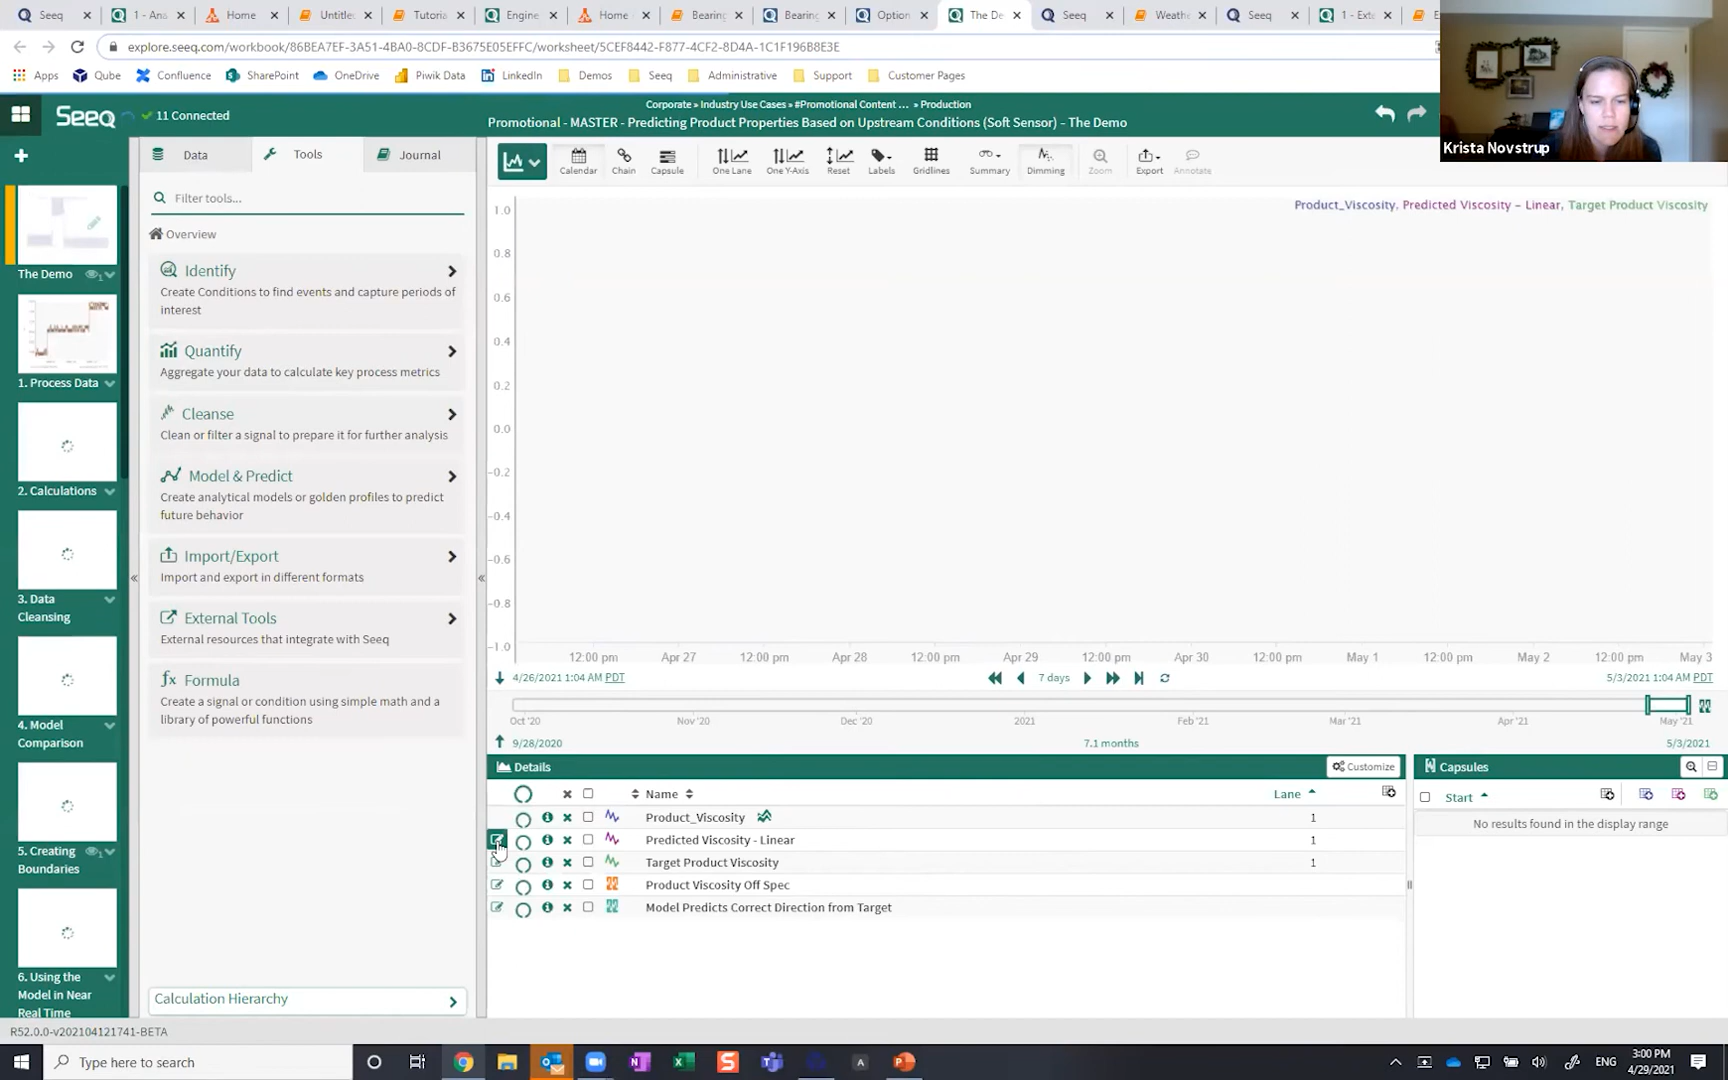 Seeq
1 - Ana
Home
Untitle
Tutoria
Engine
Home
Bearing
Bearing
Option
The De
Seeq
Weath
Seeq
1 - Ext
explore.seeq.com/workbook/86BEA7EF-3A51-4BA0-8CDF-B3675E05EFFC/worksheet/5CEF8442-F877-4CF2-8D4A-1C1F196B8E3E
Apps Qube Confluence SharePoint OneDrive Piwik Data LinkedIn Demos Seeq Administrative Support Customer Pages
Krista Novstrup
Seeq 11 Connected
Corporate » Industry Use Cases » #Promotional Content ... » Production
Promotional - MASTER - Predicting Product Properties Based on Upstream Conditions (Soft Sensor) - The Demo
Data Tools Journal
Calendar Chain Capsule One Lane One Y-Axis Reset Labels Gridlines Summary Dimming Zoom Export Annotate
The Demo 1
1. Process Data
2. Calculations
3. Data
Cleansing
4. Model
Comparison
5. Creating
Boundaries 1
6. Using the
Model in Near
Real Time
Filter tools...
Overview
Identify
Create Conditions to find events and capture periods of
interest
Quantify
Aggregate your data to calculate key process metrics
Cleanse
Clean or filter a signal to prepare it for further analysis
Model & Predict
Create analytical models or golden profiles to predict
future behavior
Import/Export
Import and export in different formats
External Tools
External resources that integrate with Seeq
fx Formula
Create a signal or condition using simple math and a
library of powerful functions
Calculation Hierarchy
Product_Viscosity, Predicted Viscosity - Linear, Target Product Viscosity
1.0
0.8
0.6
0.4
0.2
0.0
-0.2
-0.4
-0.6
-0.8
-1.0
12:00 pm Apr 27 12:00 pm Apr 28 12:00 pm Apr 29 12:00 pm Apr 30 12:00 pm May 1 12:00 pm May 2 12:00 pm May 3
4/26/2021 1:04 AM PDT 7 days 5/3/2021 1:04 AM PDT
Oct '20 Nov '20 Dec '20 2021 Feb '21 Mar '21 Apr '21 May '21
9/28/2020 7.1 months 5/3/2021
Details Customize
Name Lane
Product_Viscosity 1
Predicted Viscosity - Linear 1
Target Product Viscosity 1
Product Viscosity Off Spec
Model Predicts Correct Direction from Target
Capsules
Start
No results found in the display range
R52.0.0-v202104121741-BETA
Type here to search
ENG
3:00 PM
4/29/2021